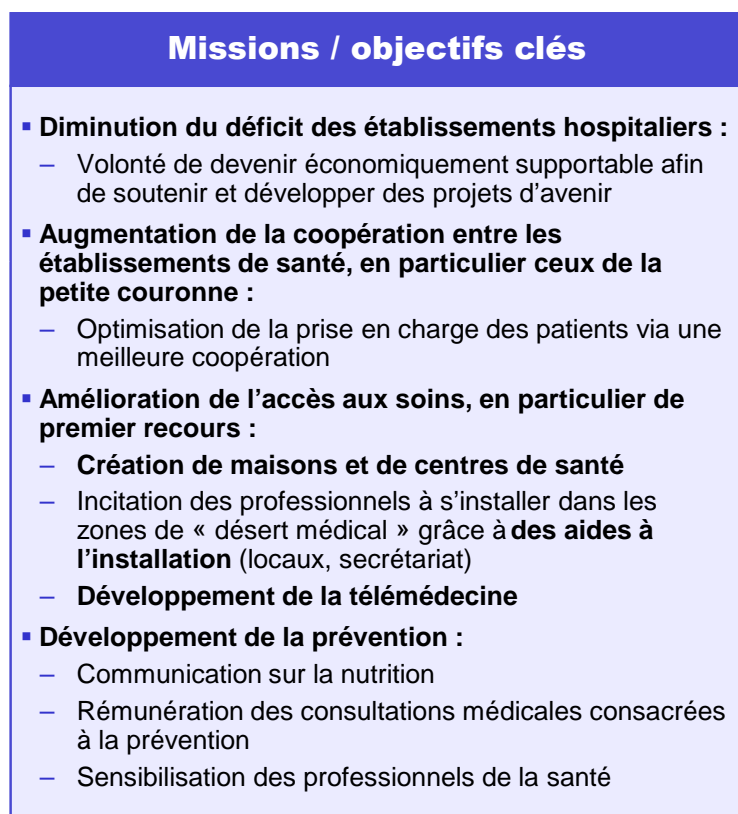 Missions / objectifs clés
▪ Diminution du déficit des établissements hospitaliers :
– Volonté de devenir économiquement supportable afin
de soutenir et développer des projets d’avenir
▪ Augmentation de la coopération entre les
établissements de santé, en particulier ceux de la
petite couronne :
– Optimisation de la prise en charge des patients via une
meilleure coopération
▪ Amélioration de l’accès aux soins, en particulier de
premier recours :
– Création de maisons et de centres de santé
– Incitation des professionnels à s’installer dans les
zones de « désert médical » grâce à des aides à
l’installation (locaux, secrétariat)
– Développement de la télémédecine
▪ Développement de la prévention :
– Communication sur la nutrition
– Rémunération des consultations médicales consacrées
à la prévention
– Sensibilisation des professionnels de la santé